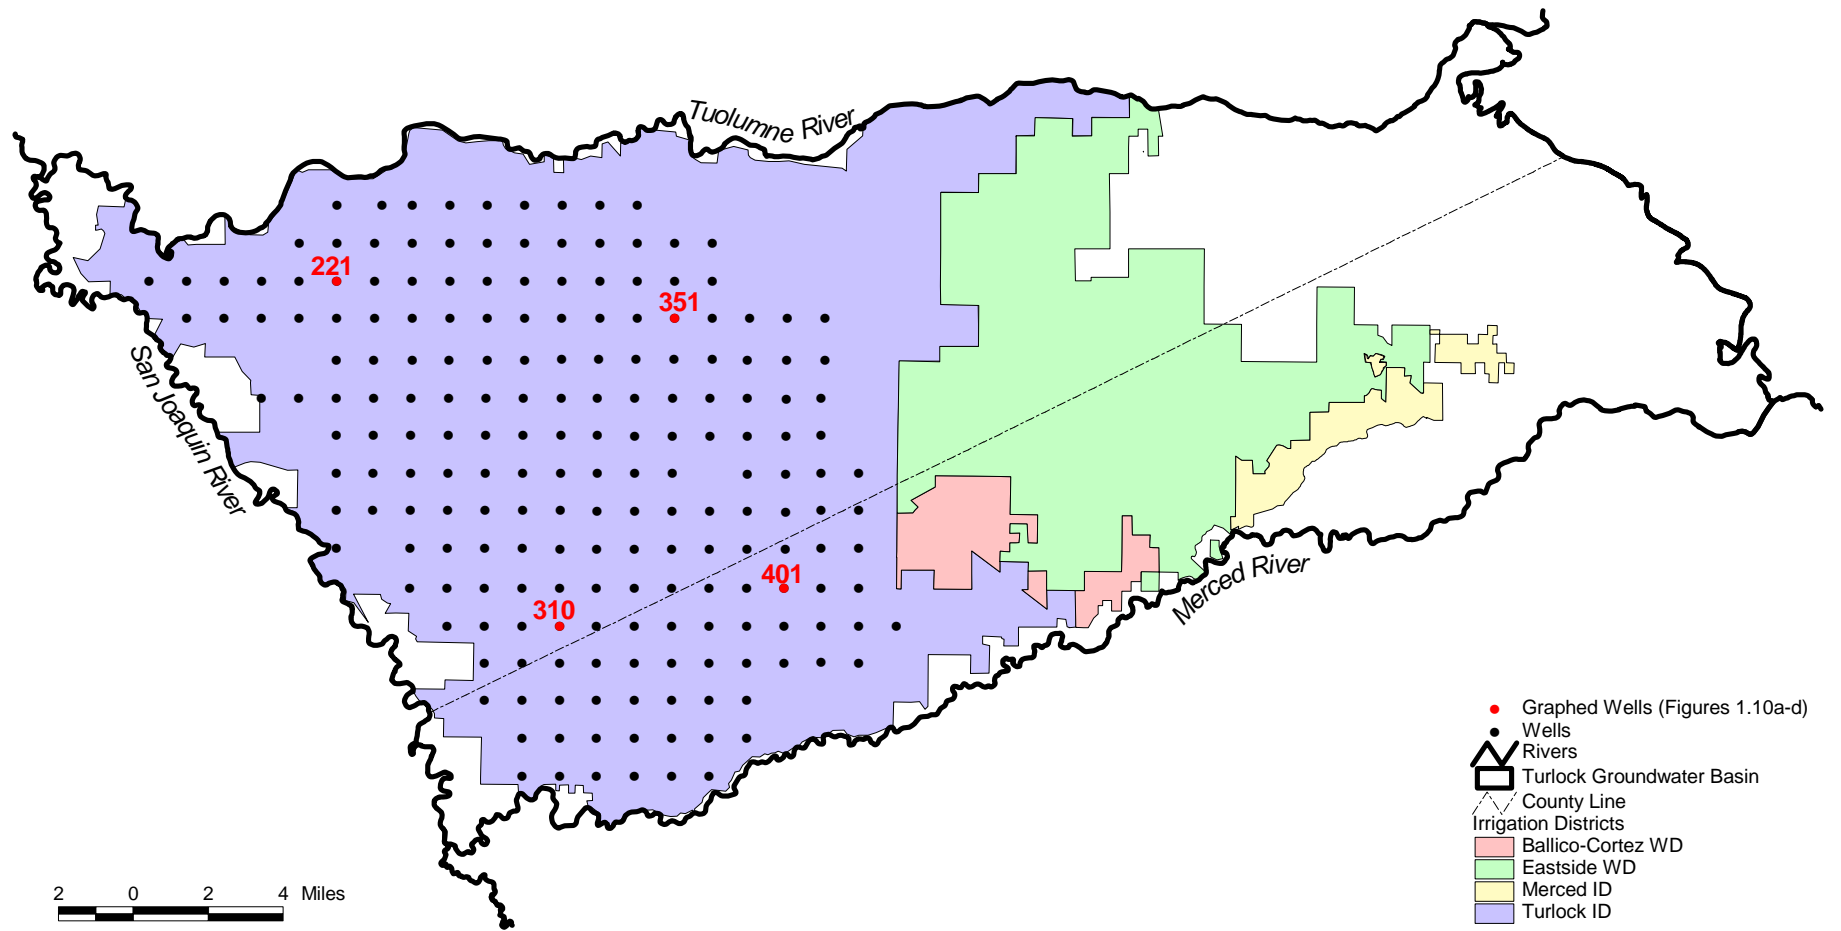 Tuolumne River
221
351
San Joaquin River
401
310
Merced River
Graphed Wells (Figures 1.10a-d)
Wells
Rivers
Turlock Groundwater Basin
County Line
Irrigation Districts
Ballico-Cortez WD
Eastside WD
Merced ID
Turlock ID
2 0 2 4 Miles